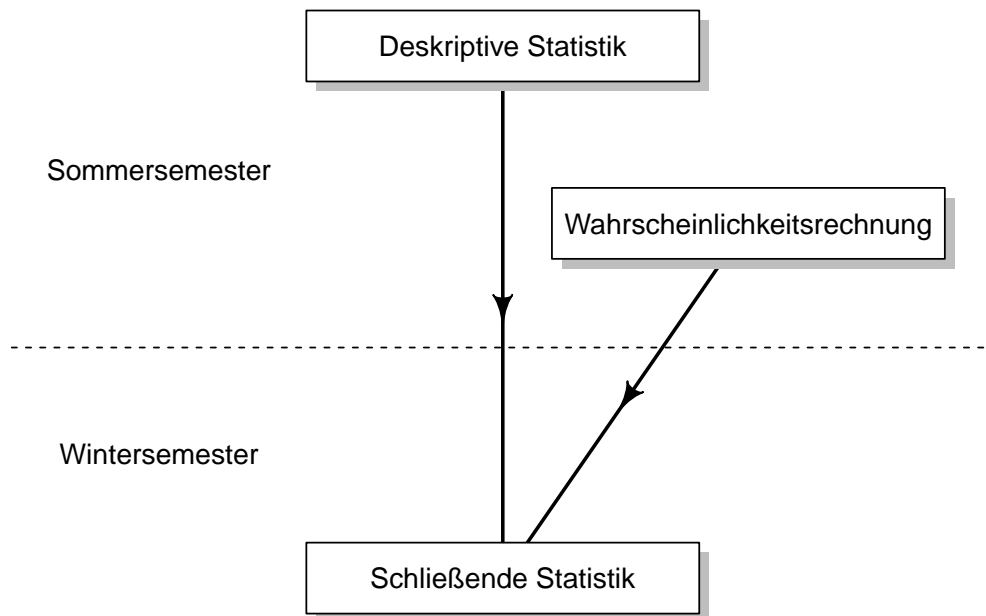 Deskriptive Statistik
Sommersemester
Wahrscheinlichkeitsrechnung
Wintersemester
Schließende Statistik